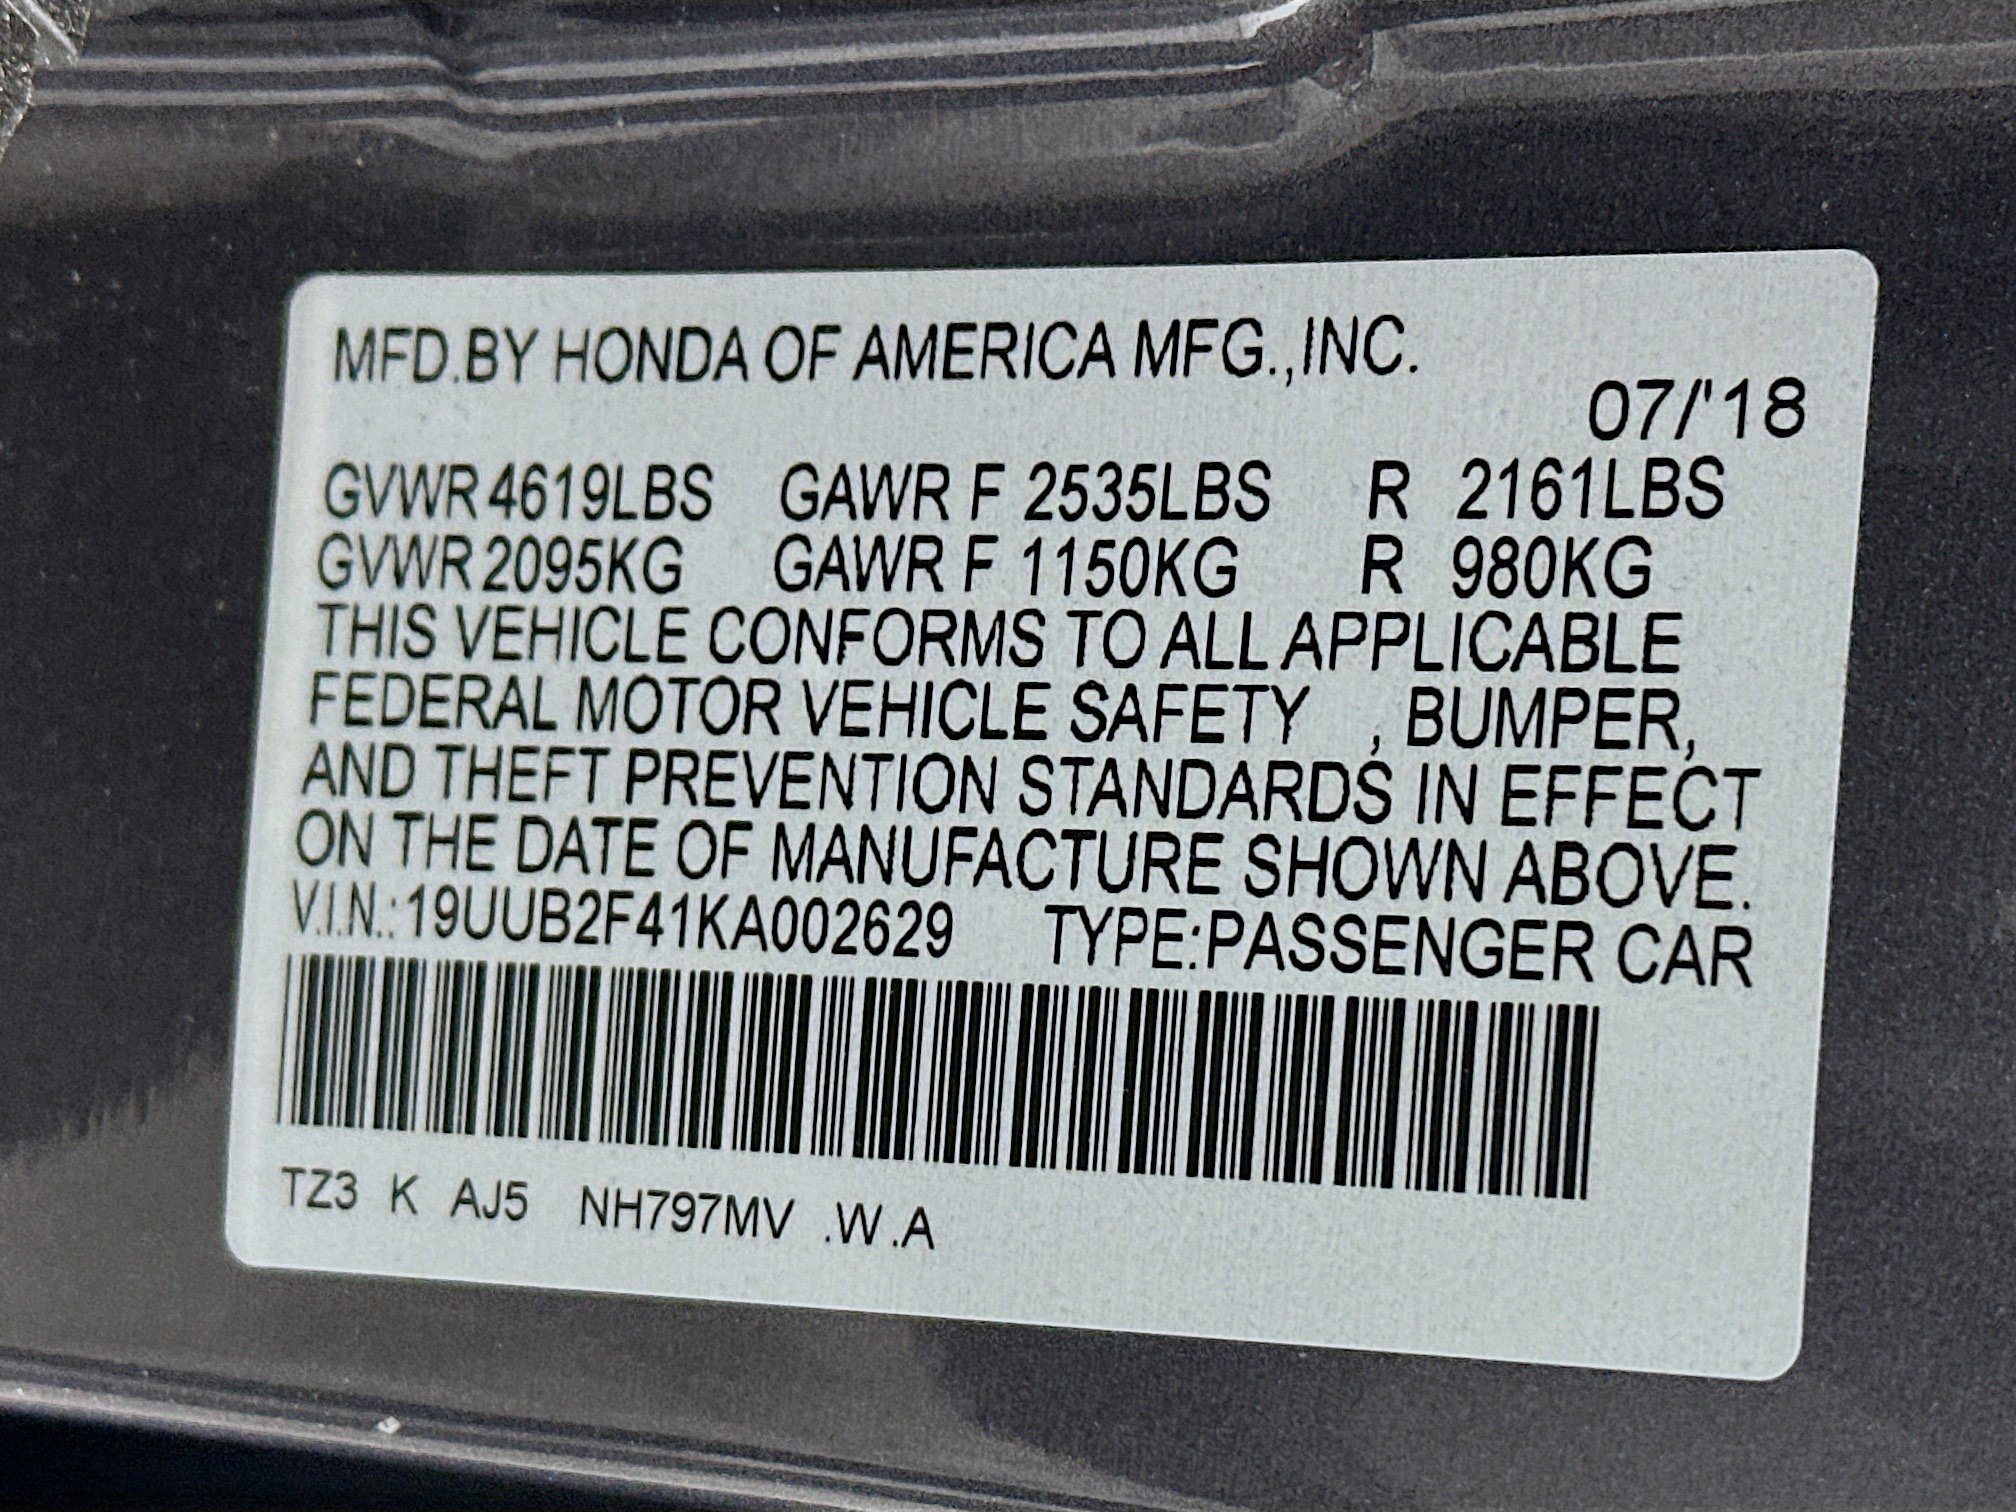 MFD.BY HONDA OF AMERICA MFG.,INC.
07/'18
GVWR 4619LBS GAWR F 2535LBS R 2161LBS
GVWR 2095KG GAWR F 1150KG R 980KG
THIS VEHICLE CONFORMS TO ALL APPLICABLE
FEDERAL MOTOR VEHICLE SAFETY , BUMPER,
AND THEFT PREVENTION STANDARDS IN EFFECT
ON THE DATE OF MANUFACTURE SHOWN ABOVE.
V.I.N.:19UUB2F41KA002629 TYPE:PASSENGER CAR
TZ3 K AJ5 NH797MV .W.A